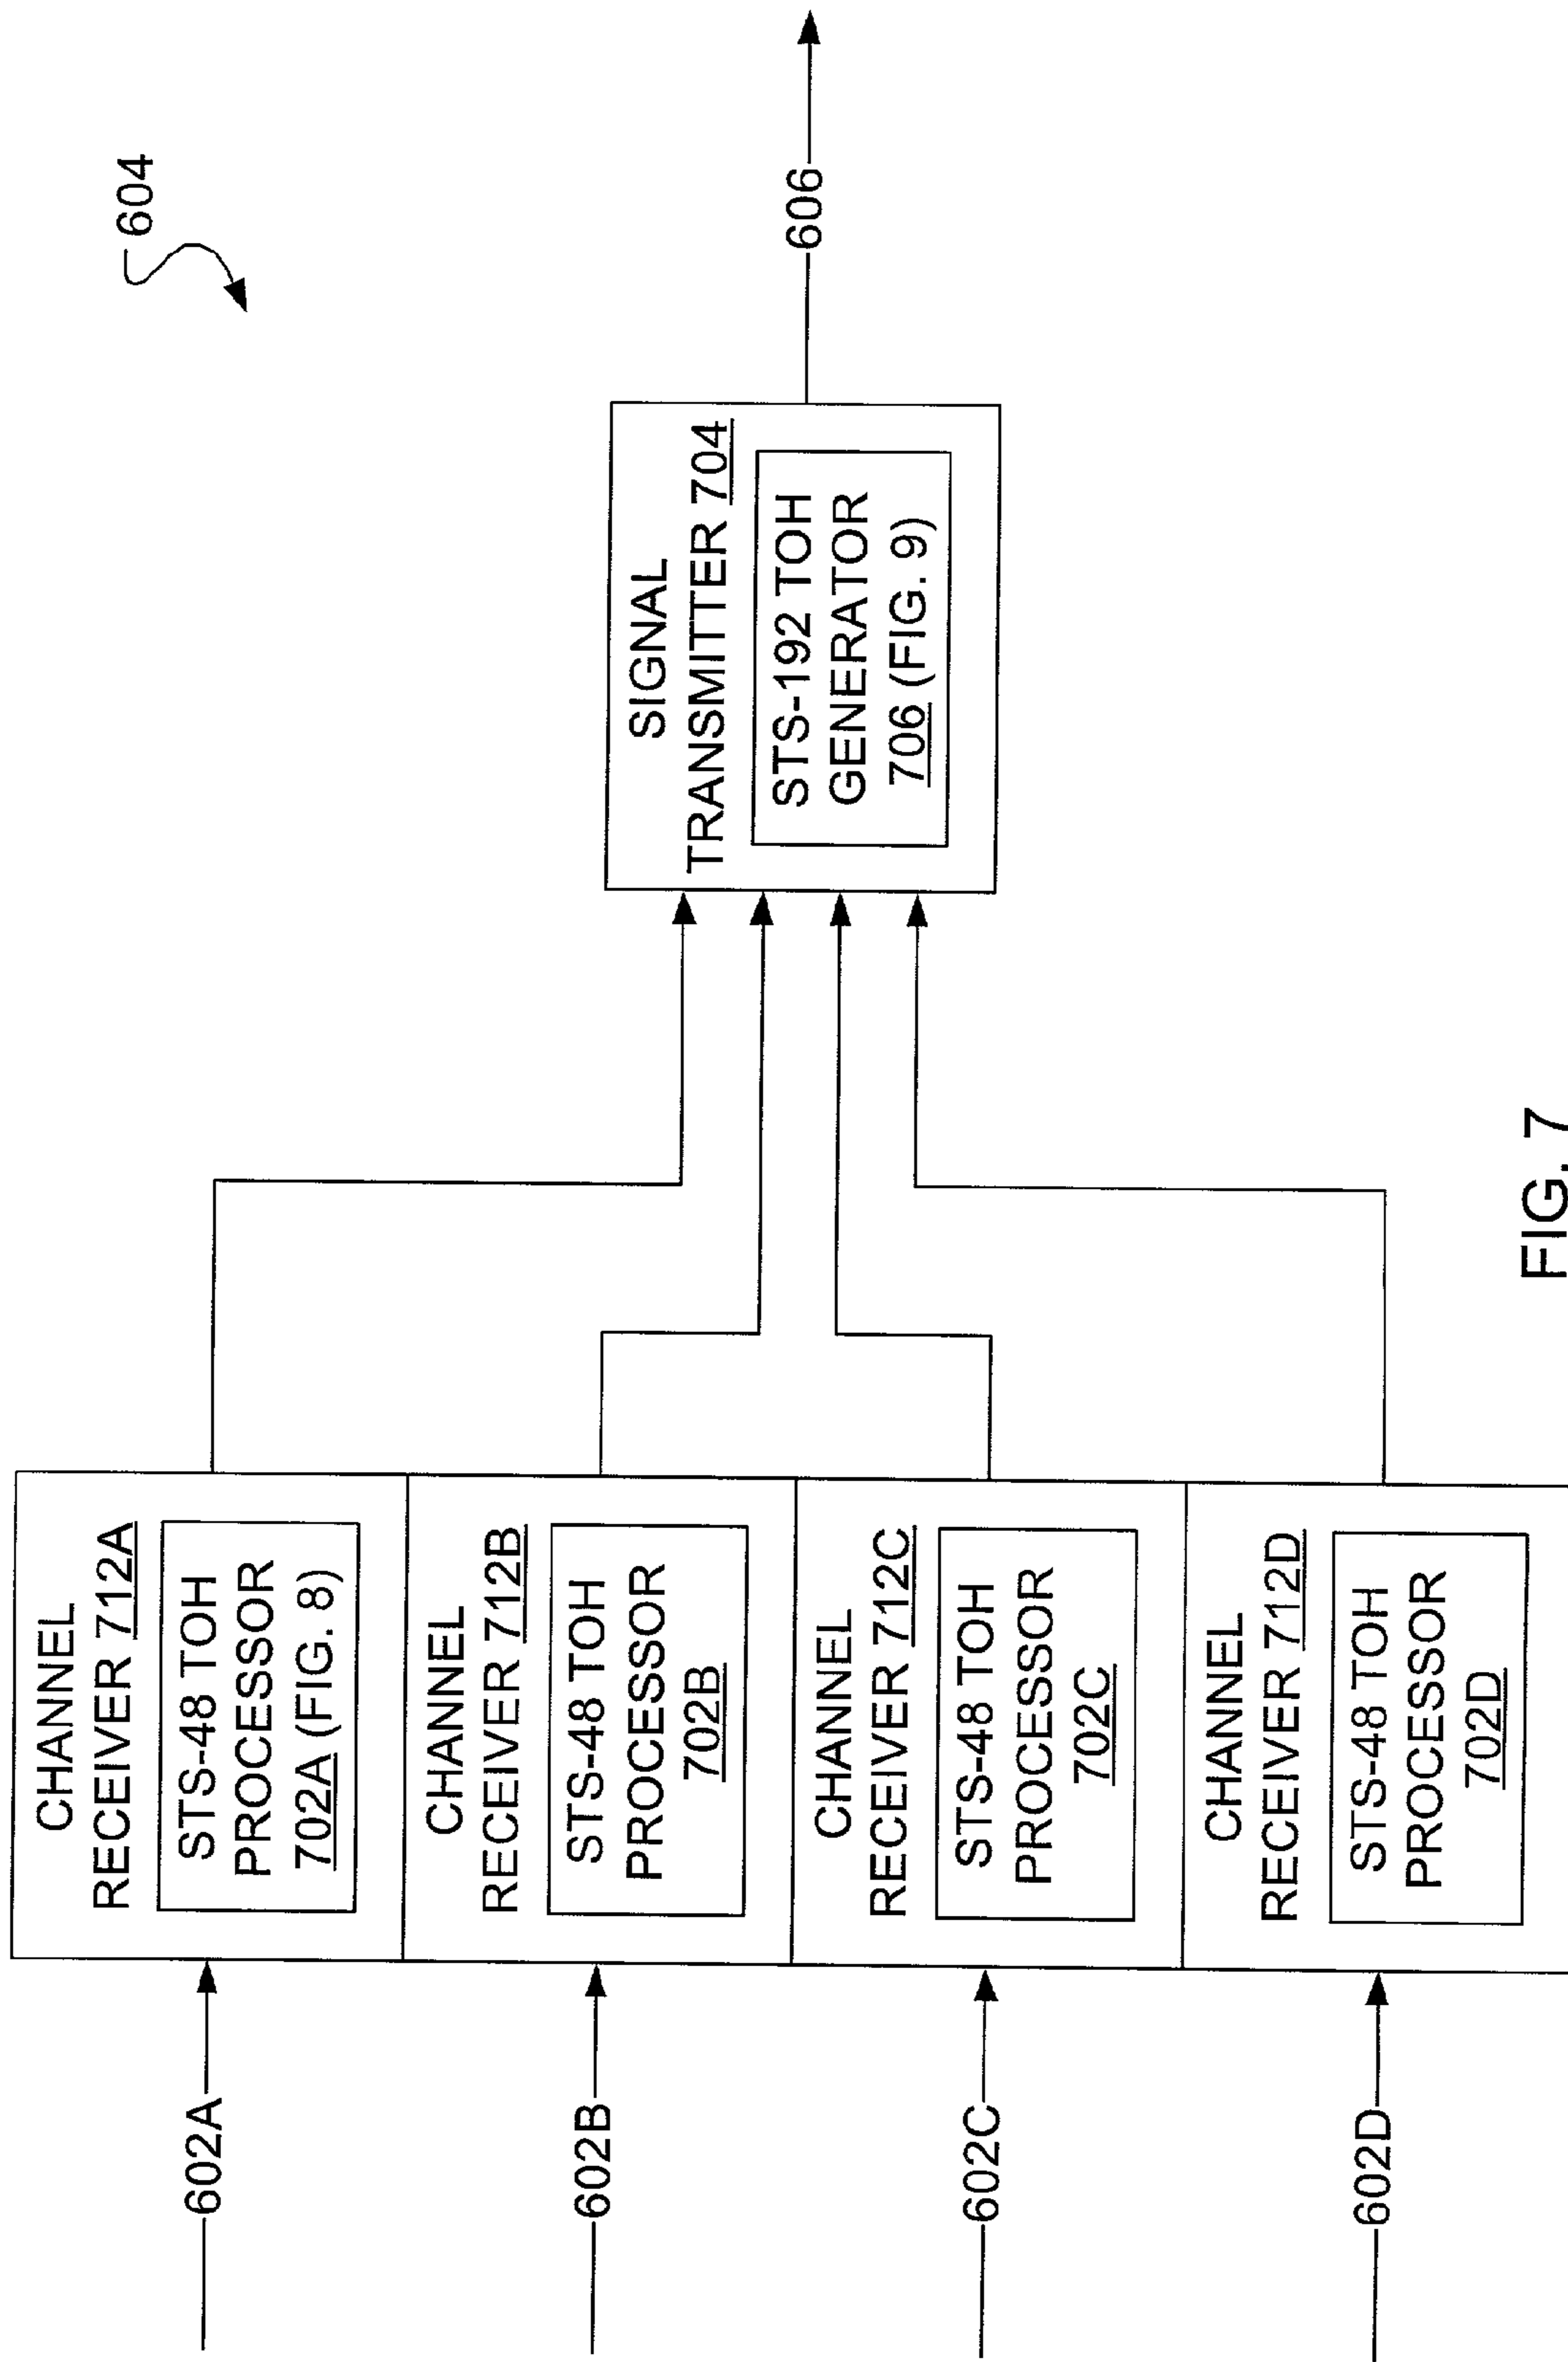 604
602A
CHANNEL
RECEIVER 712A
STS-48 TOH
PROCESSOR
702A (FIG. 8)
602B
CHANNEL
RECEIVER 712B
STS-48 TOH
PROCESSOR
702B
602C
CHANNEL
RECEIVER 712C
STS-48 TOH
PROCESSOR
702C
602D
CHANNEL
RECEIVER 712D
STS-48 TOH
PROCESSOR
702D
SIGNAL
TRANSMITTER 704
STS-192 TOH
GENERATOR
706 (FIG. 9)
606
FIG. 7